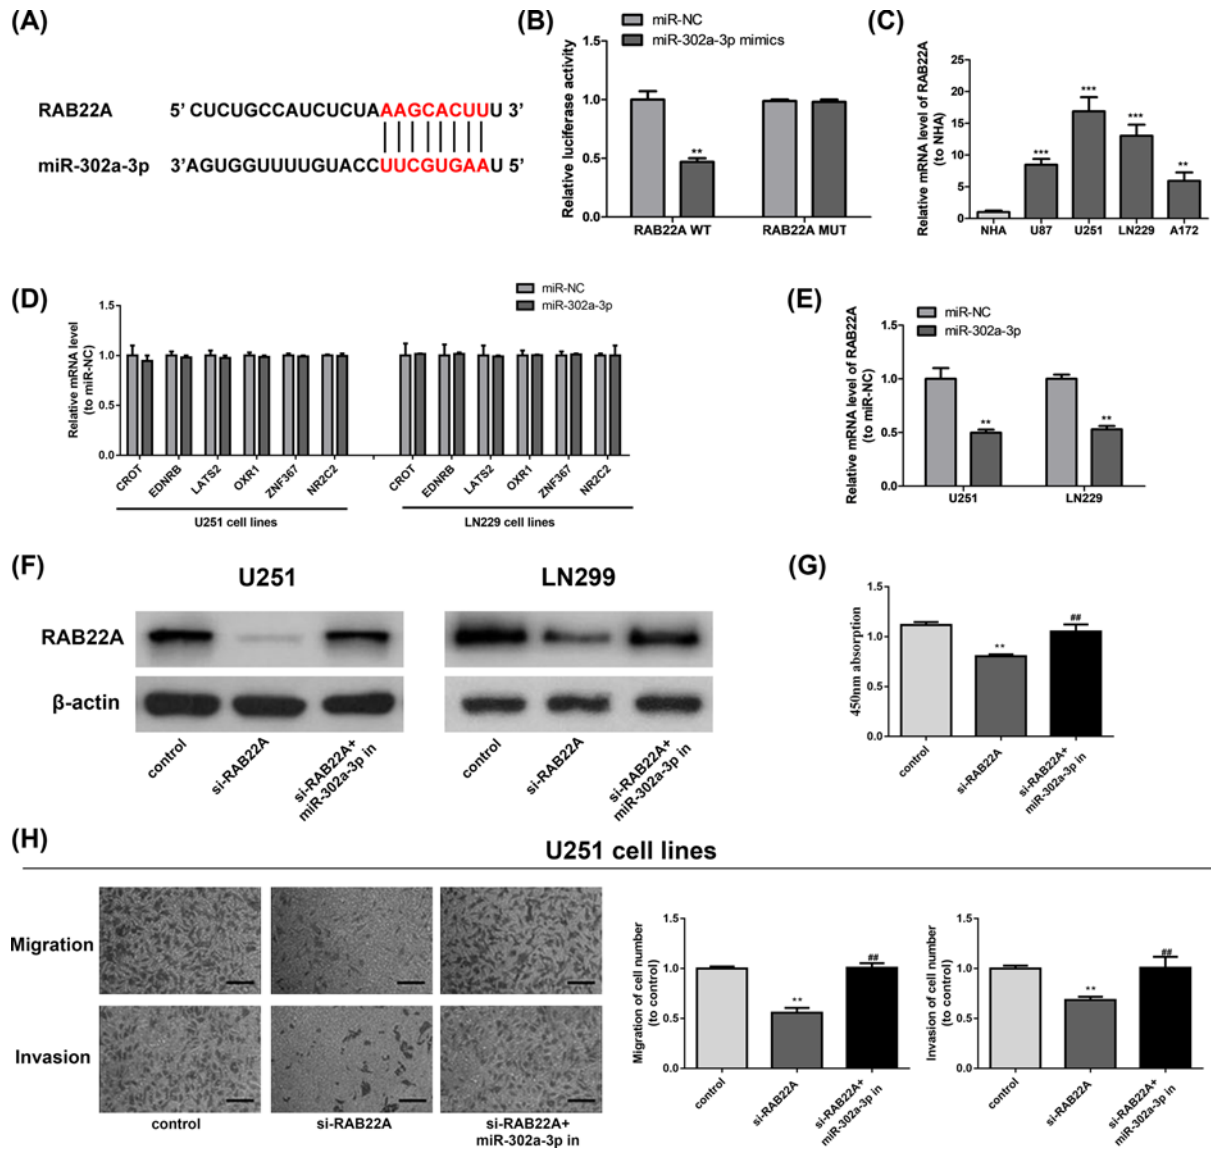 (A)
RAB22A 5' CUCUGCCAUCUCUAAAGCACUUU 3'
miR-302a-3p 3'AGUGGUUUUGUACCUUCGUGAAU 5'
(B)
miR-NC
miR-302a-3p mimics
Relative luciferase activity
1.5
1.0
0.5
0.0
**
RAB22A WT RAB22A MUT
(C)
Relative mRNA level of RAB22A
(to NHA)
25
20
15
10
5
0
*** *** *** **
NHA U87 U251 LN229 A172
(D)
miR-NC
miR-302a-3p
Relative mRNA level
(to miR-NC)
1.5
1.0
0.5
0.0
CROT EDNRB LATS2 OXR1 ZNF367 NR2C2 CROT EDNRB LATS2 OXR1 ZNF367 NR2C2
U251 cell lines LN229 cell lines
(E)
miR-NC
miR-302a-3p
Relative mRNA level of RAB22A
(to miR-NC)
1.5
1.0
0.5
0.0
** **
U251 LN229
(F)
U251 LN299
RAB22A
β-actin
control si-RAB22A si-RAB22A+
miR-302a-3p in
control si-RAB22A si-RAB22A+
miR-302a-3p in
(G)
450nm absorption
1.5
1.0
0.5
0.0
** ##
control si-RAB22A si-RAB22A+
miR-302a-3p in
(H)
U251 cell lines
Migration
Invasion
control si-RAB22A si-RAB22A+
miR-302a-3p in
Migration of cell number
(to control)
1.5
1.0
0.5
0.0
** ##
control si-RAB22A si-RAB22A+
miR-302a-3p in
Invasion of cell number
(to control)
1.5
1.0
0.5
0.0
** ##
control si-RAB22A si-RAB22A+
miR-302a-3p in